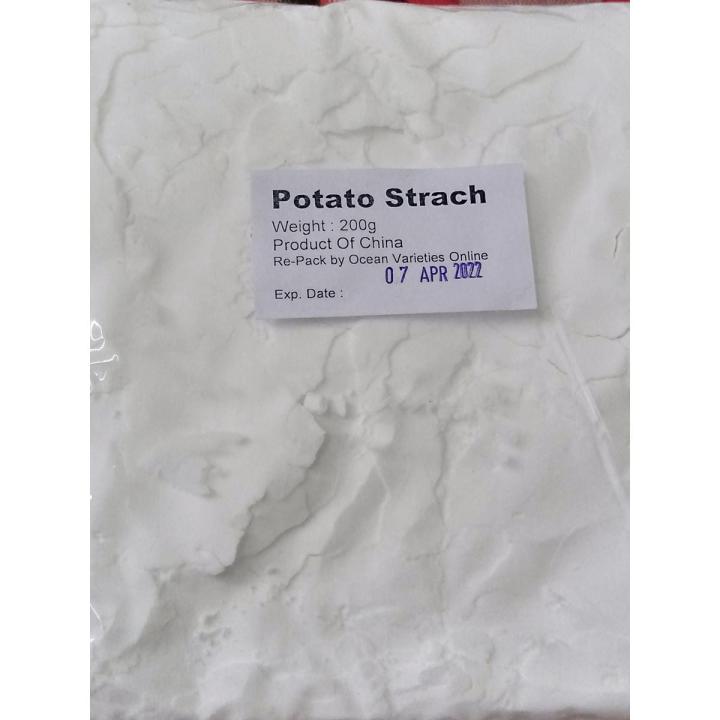 Potato Strach
Weight : 200g
Product Of China
Re-Pack by Ocean Varieties Online
07 APR 2022
Exp. Date :